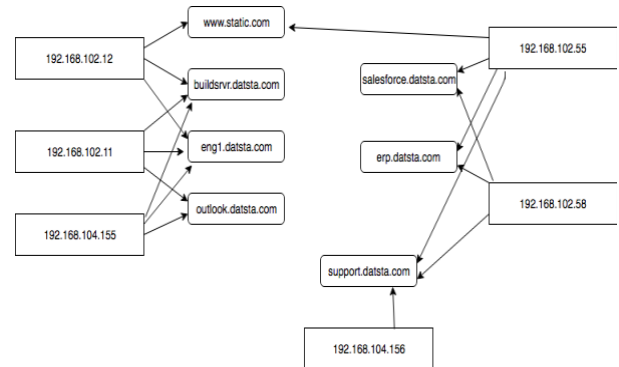 www.static.com
192.168.102.12
192.168.102.55
buildsrvr.datsta.com
salesforce.datsta.com
192.168.102.11
eng1.datsta.com
erp.datsta.com
192.168.102.58
outlook.datsta.com
192.168.104.155
support.datsta.com
192.168.104.156